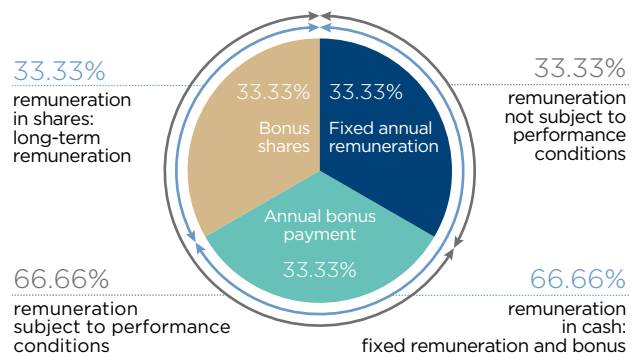 33.33%
remuneration
in shares:
long-term
remuneration
33.33%
Bonus
shares
33.33%
Fixed annual
remuneration
33.33%
remuneration
not subject to
performance
conditions
Annual bonus
payment
33.33%
66.66%
remuneration
subject to performance
conditions
66.66%
remuneration
in cash:
fixed remuneration and bonus